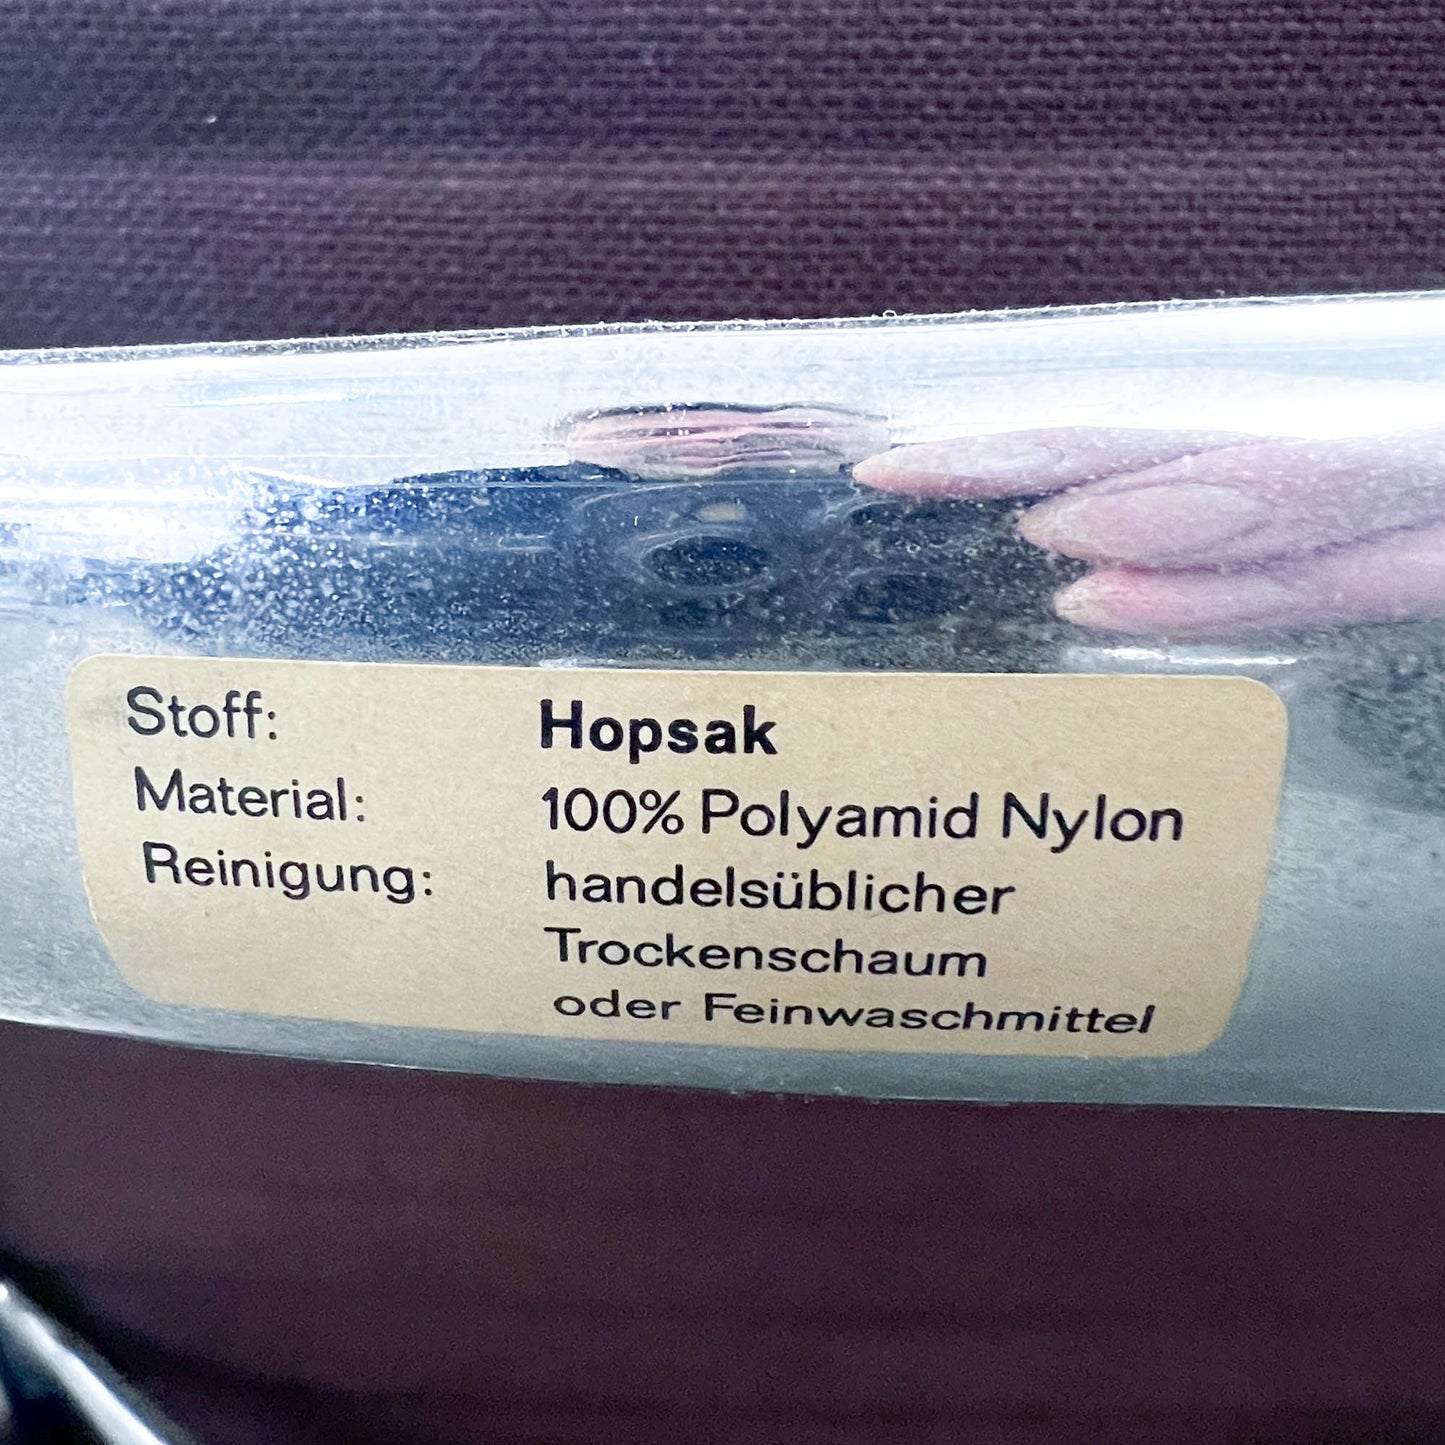 Stoff: Hopsak
Material: 100% Polyamid Nylon
Reinigung: handelsüblicher
Trockenschaum
oder Feinwaschmittel